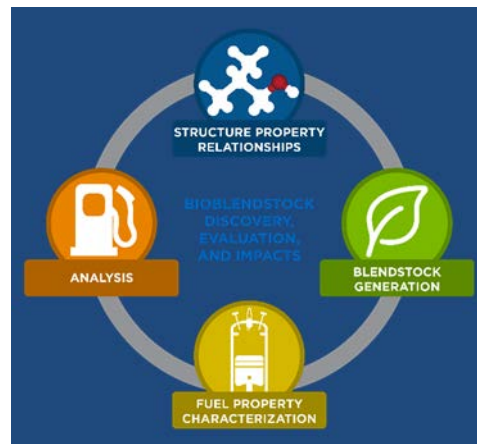 STRUCTURE PROPERTY
RELATIONSHIPS
BIOBLENDSTOCK
DISCOVERY,
EVALUATION,
AND IMPACTS
ANALYSIS
BLENDSTOCK
GENERATION
FUEL PROPERTY
CHARACTERIZATION